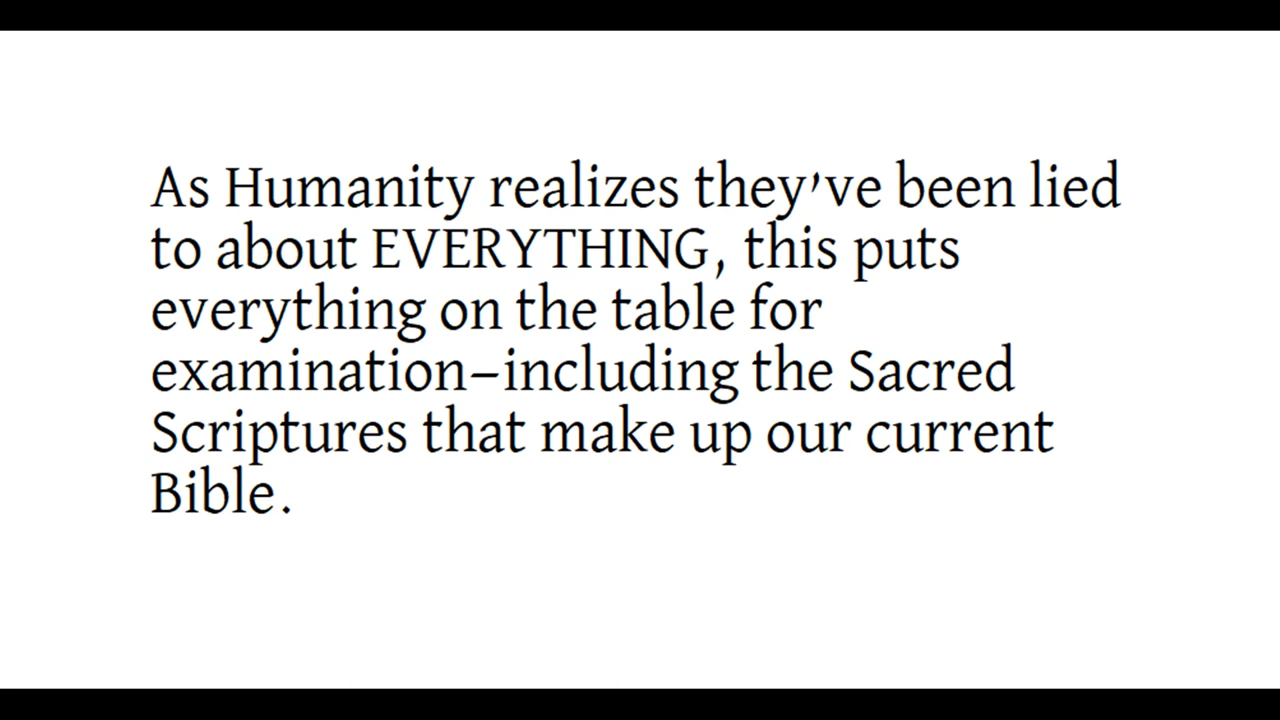 As Humanity realizes they've been lied
to about EVERYTHING, this puts
everything on the table for
examination–including the Sacred
Scriptures that make up our current
Bible.